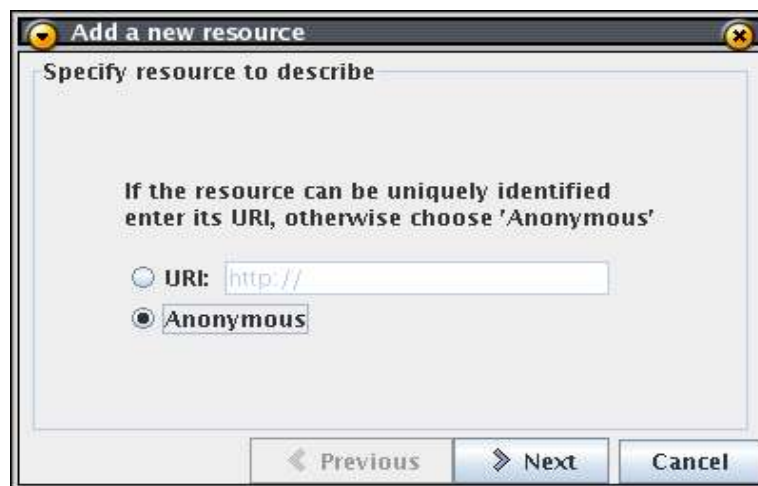 Add a new resource
Specify resource to describe
If the resource can be uniquely identified
enter its URI, otherwise choose 'Anonymous'
URI: http://
Anonymous
Previous Next Cancel